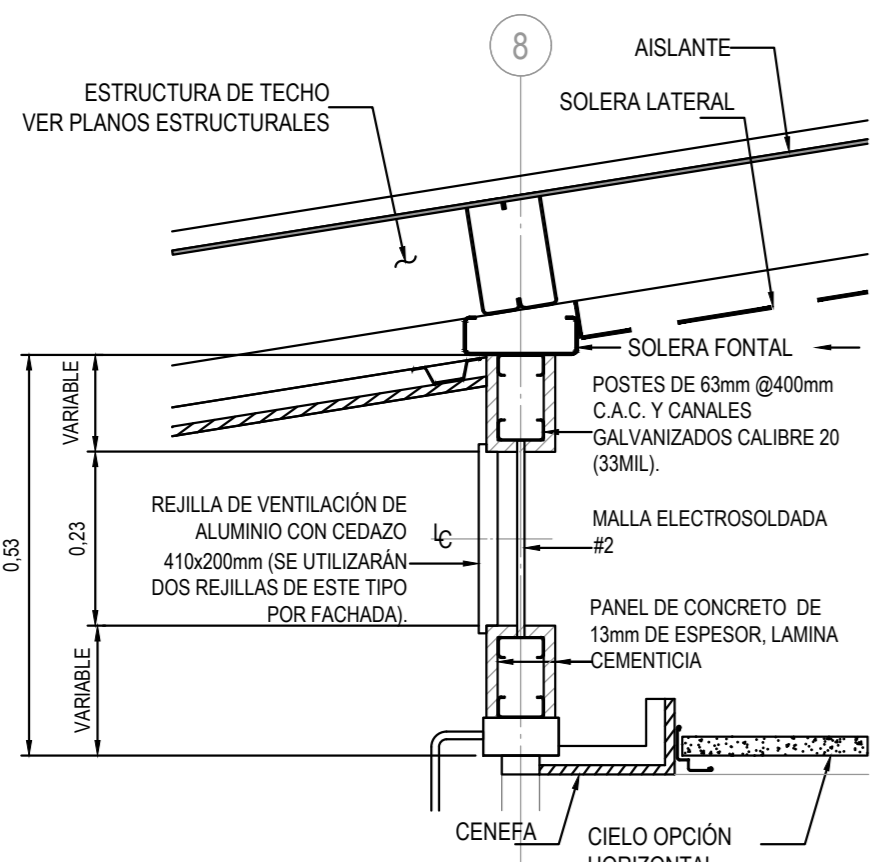 8
AISLANTE
ESTRUCTURA DE TECHO
VER PLANOS ESTRUCTURALES
SOLERA LATERAL
SOLERA FONTAL
POSTES DE 63mm @400mm
C.A.C. Y CANALES
GALVANIZADOS CALIBRE 20
(33MIL).
VARIABLE
0,53
0,23
VARIABLE
REJILLA DE VENTILACIÓN DE
ALUMINIO CON CEDAZO
410x200mm (SE UTILIZARÁN
DOS REJILLAS DE ESTE TIPO
POR FACHADA).
LC
MALLA ELECTROSOLDADA
#2
PANEL DE CONCRETO DE
13mm DE ESPESOR, LAMINA
CEMENTICIA
CENEFA
CIELO OPCIÓN
HORIZONTAL